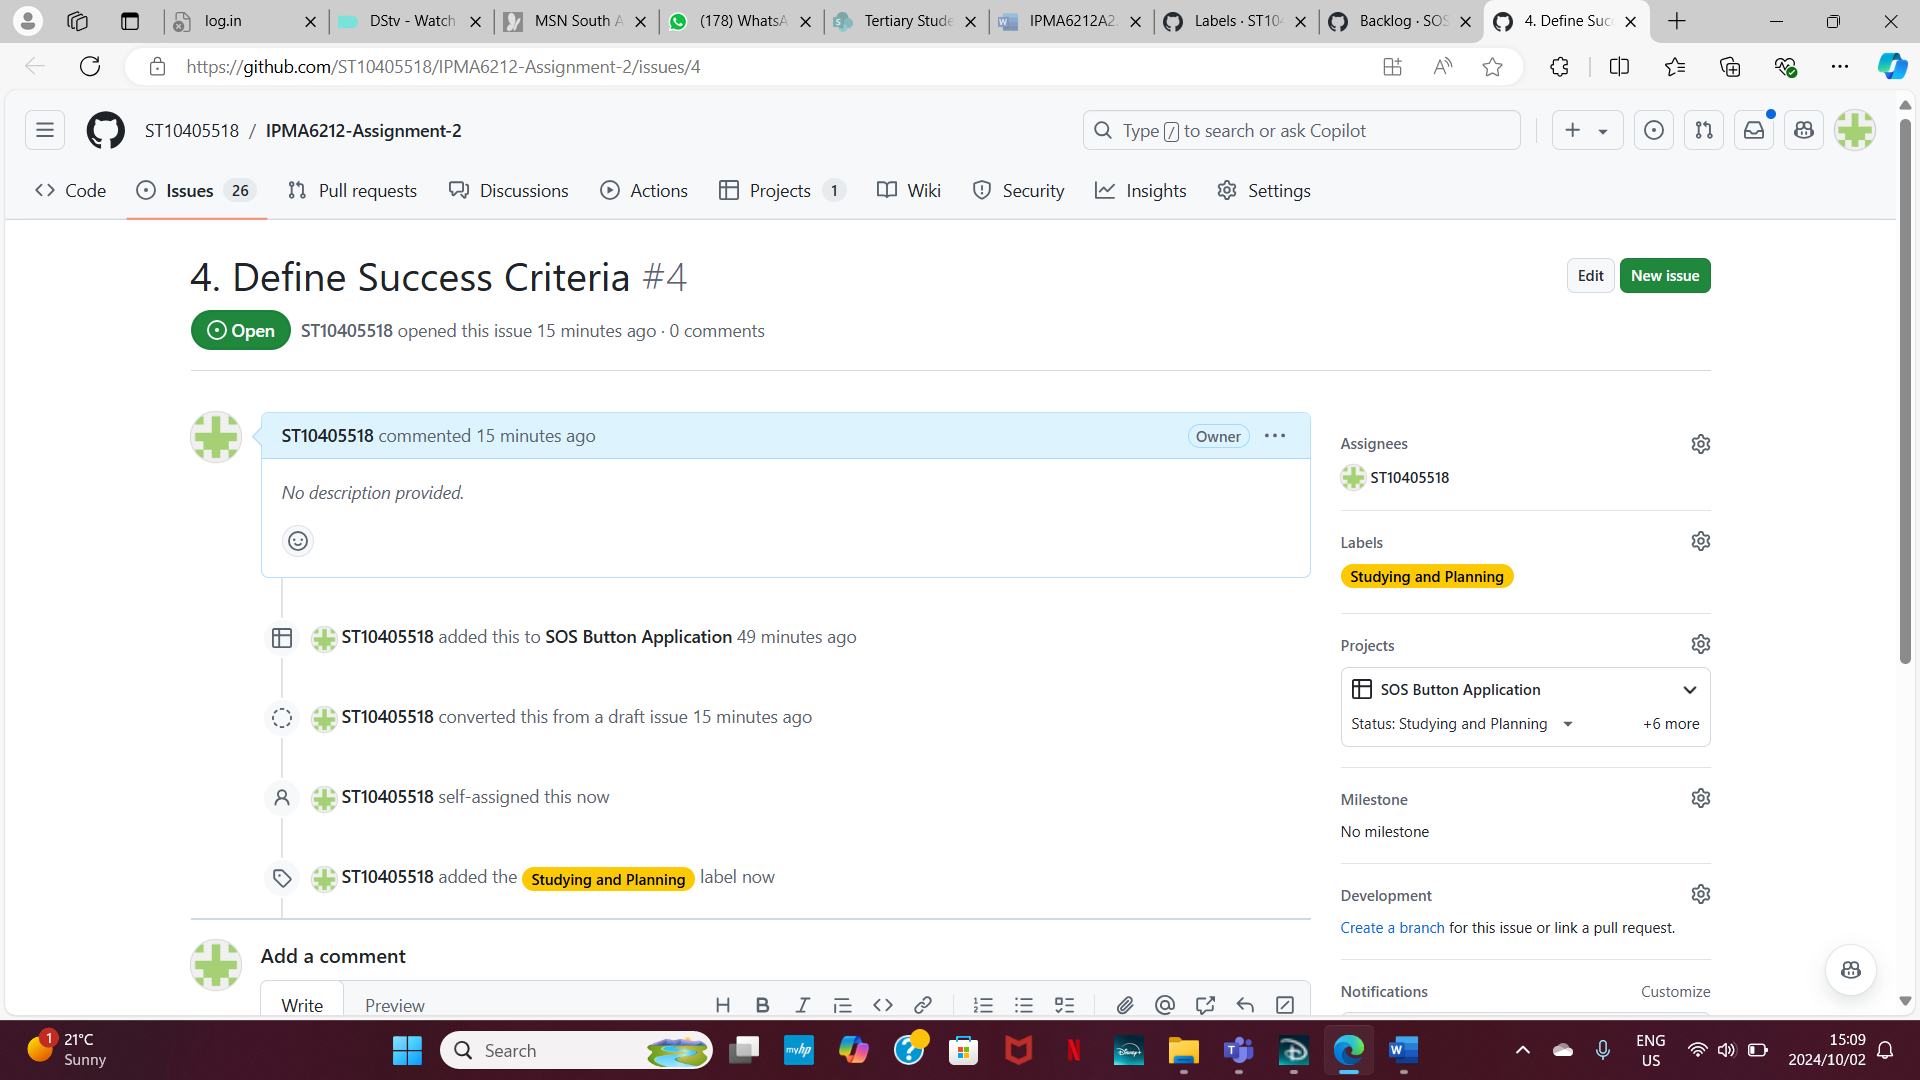 log.in
DStv - Watch
MSN South A
(178) WhatsA
Tertiary Stude
IPMA6212A2.
Labels · ST104
Backlog · SOS
4. Define Suc
https://github.com/ST10405518/IPMA6212-Assignment-2/issues/4
ST10405518 / IPMA6212-Assignment-2
Type / to search or ask Copilot
Code
Issues 26
Pull requests
Discussions
Actions
Projects 1
Wiki
Security
Insights
Settings
4. Define Success Criteria #4
Edit
New issue
Open
ST10405518 opened this issue 15 minutes ago · 0 comments
ST10405518 commented 15 minutes ago
Owner
No description provided.
ST10405518 added this to SOS Button Application 49 minutes ago
ST10405518 converted this from a draft issue 15 minutes ago
ST10405518 self-assigned this now
ST10405518 added the Studying and Planning label now
Add a comment
Write
Preview
Assignees
ST10405518
Labels
Studying and Planning
Projects
SOS Button Application
Status: Studying and Planning
+6 more
Milestone
No milestone
Development
Create a branch for this issue or link a pull request.
Notifications
Customize
1
21°C
Sunny
Search
myhp
Disney+
ENG
US
15:09
2024/10/02